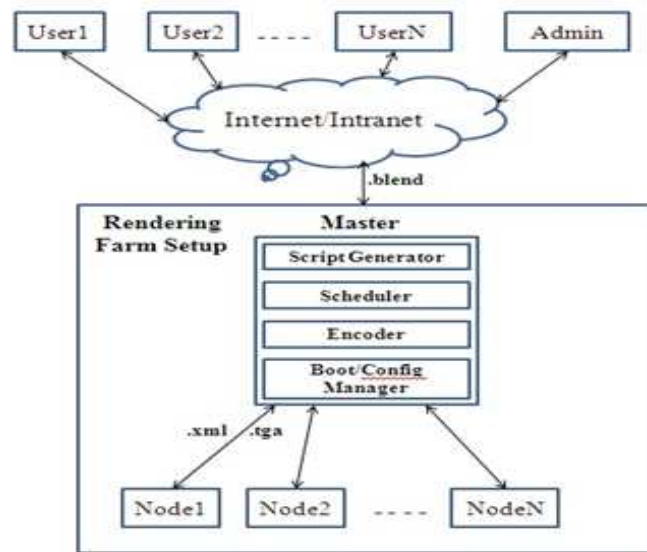 User1 User2 - - - - UserN Admin
Internet/Intranet
.blend
Rendering Master
Farm Setup
Script Generator
Scheduler
Encoder
Boot/Config
Manager
.xml .tga
Node1 Node2 - - - - NodeN